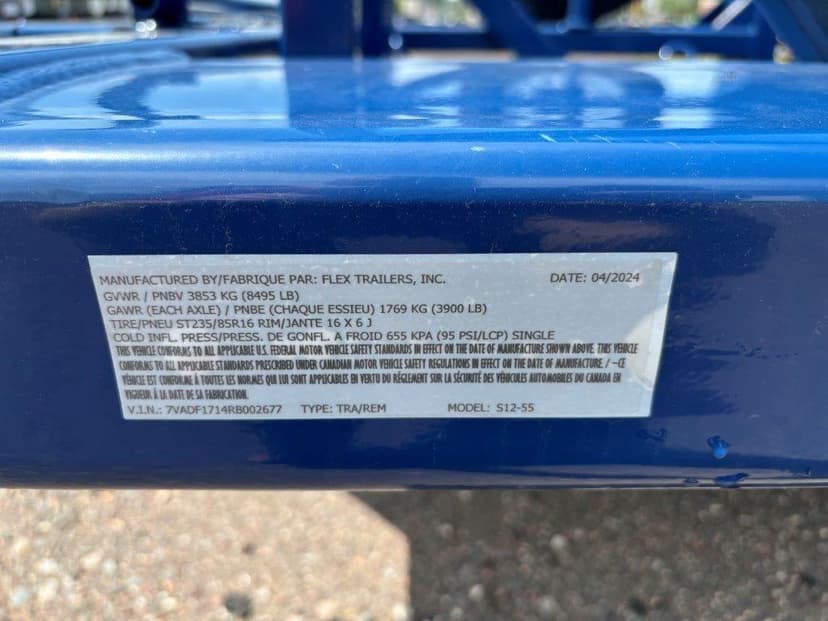 MANUFACTURED BY/FABRIQUE PAR: FLEX TRAILERS, INC. DATE: 04/2024
GVWR / PNBV 3853 KG (8495 LB)
GAWR (EACH AXLE) / PNBE (CHAQUE ESSIEU) 1769 KG (3900 LB)
TIRE/PNEU ST235/85R16 RIM/JANTE 16 X 6 J
COLD INFL. PRESS/PRESS. DE GONFL. A FROID 655 KPA (95 PSI/LCP) SINGLE
THIS VEHICLE CONFORMS TO ALL APPLICABLE U.S. FEDERAL MOTOR VEHICLE SAFETY STANDARDS IN EFFECT ON THE DATE OF MANUFACTURE SHOWN ABOVE. THIS VEHICLE
CONFORMS TO ALL APPLICABLE STANDARDS PRESCRIBED UNDER CANADIAN MOTOR VEHICLE SAFETY REGULATIONS IN EFFECT ON THE DATE OF MANUFACTURE. / -CE
VÉHICLE EST CONFORME À TOUTES LES NORMES QUI LUI SONT APPLICABLES EN VERTU DU RÉGLEMENT SUR LA SÉCURITÉ DES VÉHICULES AUTOMOBILES DU CANADA EN
VIGUEUR À LA DATE DE SA FABRICATION.
V.I.N.: 7VADF1714RB002677 TYPE: TRA/REM MODEL: S12-55